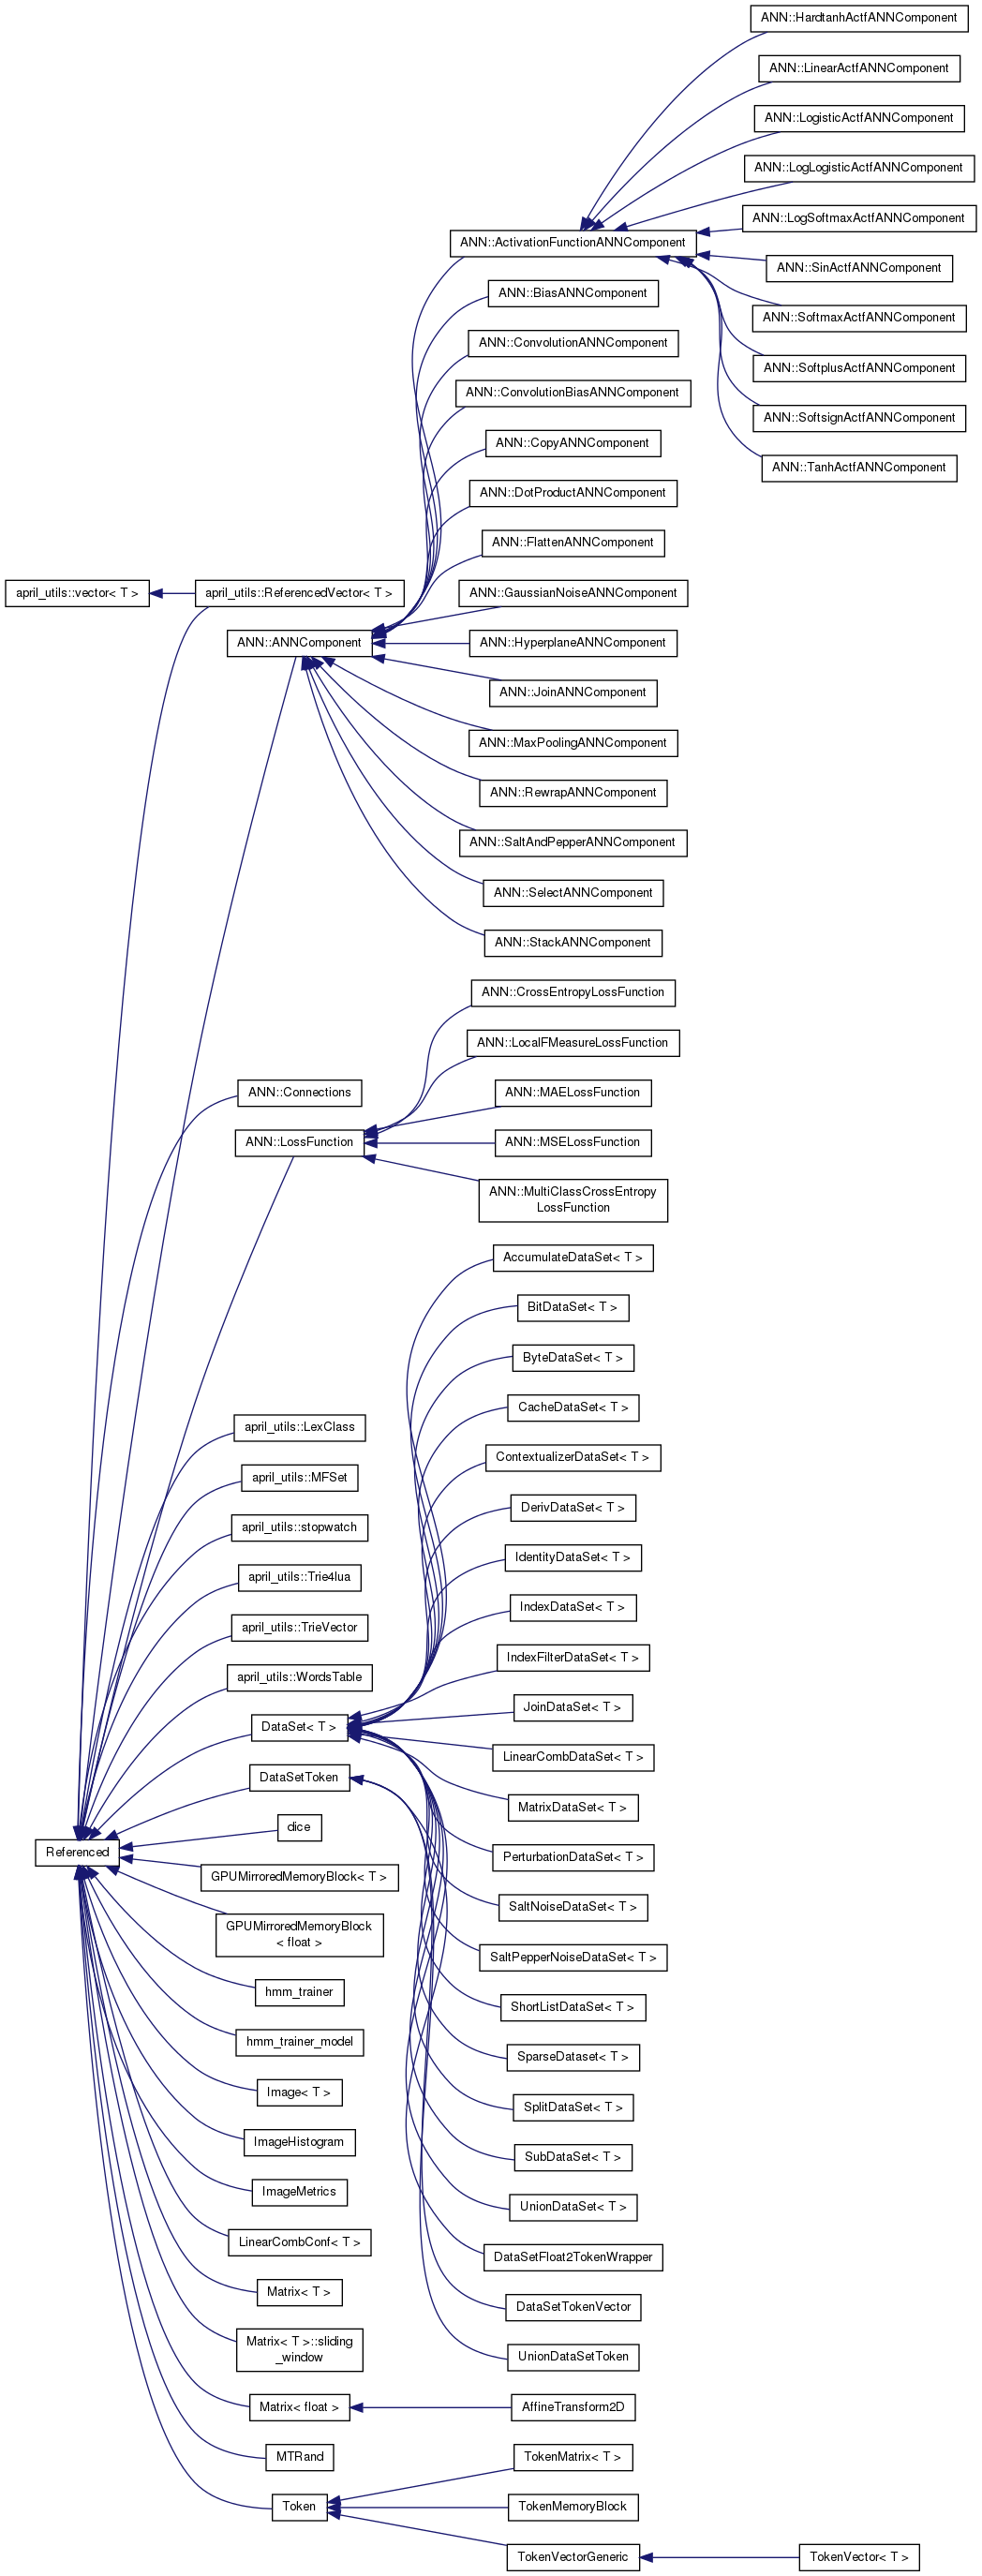 ANN::HardtanhActfANNComponent
ANN::LinearActfANNComponent
ANN::LogisticActfANNComponent
ANN::LogLogisticActfANNComponent
ANN::LogSoftmaxActfANNComponent
ANN::ActivationFunctionANNComponent
ANN::SinActfANNComponent
ANN::BiasANNComponent
ANN::SoftmaxActfANNComponent
ANN::ConvolutionANNComponent
ANN::SoftplusActfANNComponent
ANN::ConvolutionBiasANNComponent
ANN::SoftsignActfANNComponent
ANN::CopyANNComponent
ANN::TanhActfANNComponent
ANN::DotProductANNComponent
ANN::FlattenANNComponent
april_utils::vector< T >
april_utils::ReferencedVector< T >
ANN::GaussianNoiseANNComponent
ANN::ANNComponent
ANN::HyperplaneANNComponent
ANN::JoinANNComponent
ANN::MaxPoolingANNComponent
ANN::RewrapANNComponent
ANN::SaltAndPepperANNComponent
ANN::SelectANNComponent
ANN::StackANNComponent
ANN::CrossEntropyLossFunction
ANN::LocalFMeasureLossFunction
ANN::Connections
ANN::MAELossFunction
ANN::LossFunction
ANN::MSELossFunction
ANN::MultiClassCrossEntropy
LossFunction
AccumulateDataSet< T >
BitDataSet< T >
ByteDataSet< T >
CacheDataSet< T >
april_utils::LexClass
ContextualizerDataSet< T >
april_utils::MFSet
DerivDataSet< T >
april_utils::stopwatch
IdentityDataSet< T >
april_utils::Trie4lua
IndexDataSet< T >
april_utils::TrieVector
IndexFilterDataSet< T >
april_utils::WordsTable
JoinDataSet< T >
DataSet< T >
LinearCombDataSet< T >
DataSetToken
MatrixDataSet< T >
dice
Referenced
PerturbationDataSet< T >
GPUMirroredMemoryBlock< T >
SaltNoiseDataSet< T >
GPUMirroredMemoryBlock
< float >
SaltPepperNoiseDataSet< T >
hmm_trainer
ShortListDataSet< T >
hmm_trainer_model
SparseDataset< T >
Image< T >
SplitDataSet< T >
ImageHistogram
SubDataSet< T >
ImageMetrics
UnionDataSet< T >
LinearCombConf< T >
DataSetFloat2TokenWrapper
Matrix< T >
DataSetTokenVector
Matrix< T >::sliding
_window
UnionDataSetToken
Matrix< float >
AffineTransform2D
MTRand
TokenMatrix< T >
Token
TokenMemoryBlock
TokenVectorGeneric
TokenVector< T >